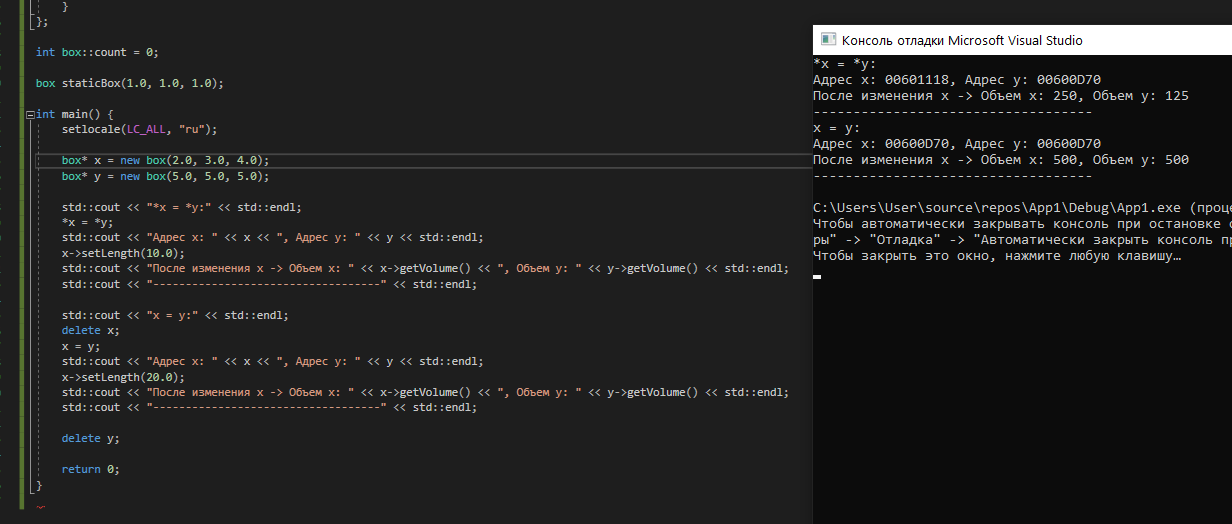 }
};
int box::count = 0;
box staticBox(1.0, 1.0, 1.0);
int main() {
setlocale(LC_ALL, "ru");
box* x = new box(2.0, 3.0, 4.0);
box* y = new box(5.0, 5.0, 5.0);
std::cout << "*x = *y:" << std::endl;
*x = *y;
std::cout << "Адрес x: " << x << ", Адрес y: " << y << std::endl;
x->setLength(10.0);
std::cout << "После изменения x -> Объем x: " << x->getVolume() << ", Объем y: " << y->getVolume() << std::endl;
std::cout << "-----------------------------------" << std::endl;
std::cout << "x = y:" << std::endl;
delete x;
x = y;
std::cout << "Адрес x: " << x << ", Адрес y: " << y << std::endl;
x->setLength(20.0);
std::cout << "После изменения x -> Объем x: " << x->getVolume() << ", Объем y: " << y->getVolume() << std::endl;
std::cout << "-----------------------------------" << std::endl;
delete y;
return 0;
}
Консоль отладки Microsoft Visual Studio
*x = *y:
Адрес x: 00601118, Адрес y: 00600D70
После изменения x -> Объем x: 250, Объем y: 125
-----------------------------------
x = y:
Адрес x: 00600D70, Адрес y: 00600D70
После изменения x -> Объем x: 500, Объем y: 500
-----------------------------------
C:\Users\User\source\repos\App1\Debug\App1.exe (проце
Чтобы автоматически закрывать консоль при остановке о
ры" -> "Отладка" -> "Автоматически закрыть консоль пр
Чтобы закрыть это окно, нажмите любую клавишу…